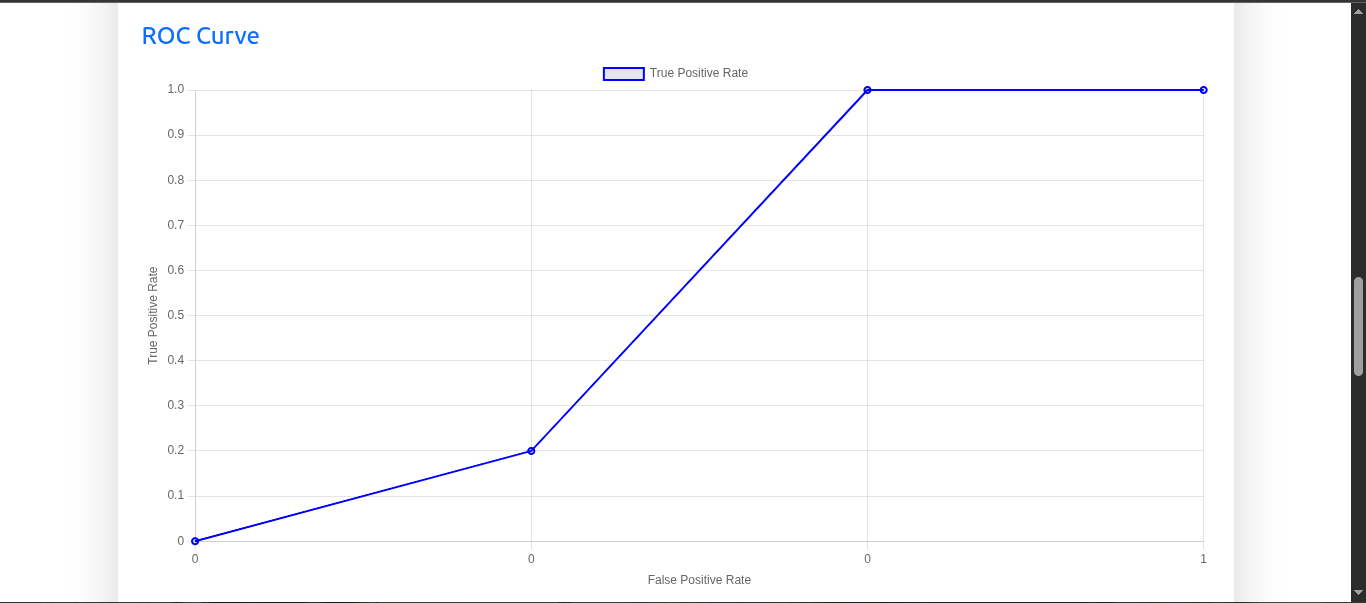 ROC Curve
True Positive Rate
1.0
0.9
0.8
0.7
0.6
0.5
0.4
0.3
0.2
0.1
0
True Positive Rate
0 0 0 1
False Positive Rate